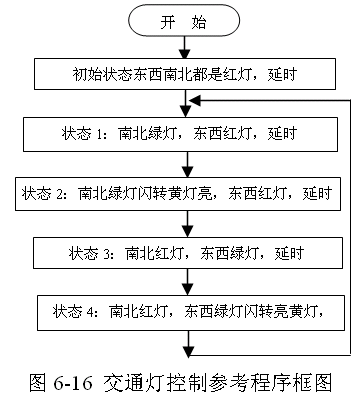 开 始
初始状态东西南北都是红灯，延时
状态 1：南北绿灯，东西红灯，延时
状态 2：南北绿灯闪转黄灯亮，东西红灯，延时
状态 3：南北红灯，东西绿灯，延时
状态 4：南北红灯，东西绿灯闪转亮黄灯，
图 6-16 交通灯控制参考程序框图